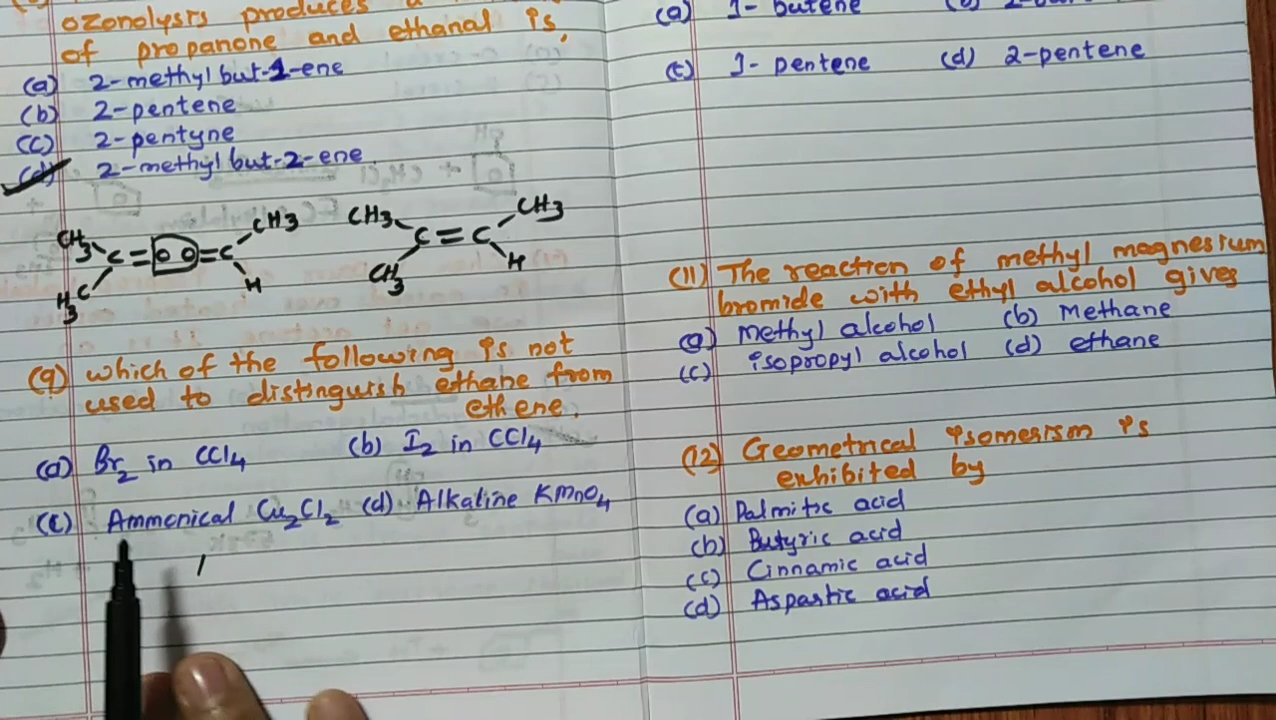 ozonolysis produces a
of propanone and ethanal is.
(a) 2-methyl but-1-ene
(b) 2-pentene
(c) 2-pentyne
(d) 2-methyl but-2-ene.
CH3 C=O O=C CH3
H3C H
CH3 C=C CH3
CH3 H
(9) which of the following is not
used to distinguish ethane from
ethene.
(a) Br2 in CCl4 (b) I2 in CCl4
(c) Ammonical Cu2Cl2 (d) Alkaline KMnO4
(a) 1- butene
(c) 1- pentene (d) 2-pentene
(11) The reaction of methyl magnesium
bromide with ethyl alcohol gives
(a) methyl alcohol (b) Methane
(c) isopropyl alcohol (d) ethane
(12) Geometrical isomerism is
exhibited by
(a) Palmitic acid
(b) Butyric acid
(c) Cinnamic acid
(d) Aspartic acid